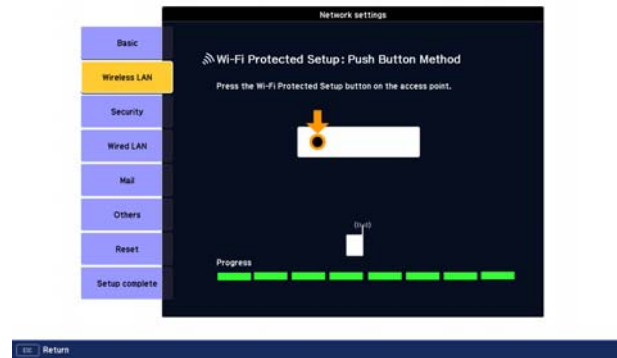 Network settings
Basic
Wireless LAN
Security
Wired LAN
Mail
Others
Reset
Setup complete
Wi-Fi Protected Setup: Push Button Method
Press the Wi-Fi Protected Setup button on the access point.
Progress
Esc Return